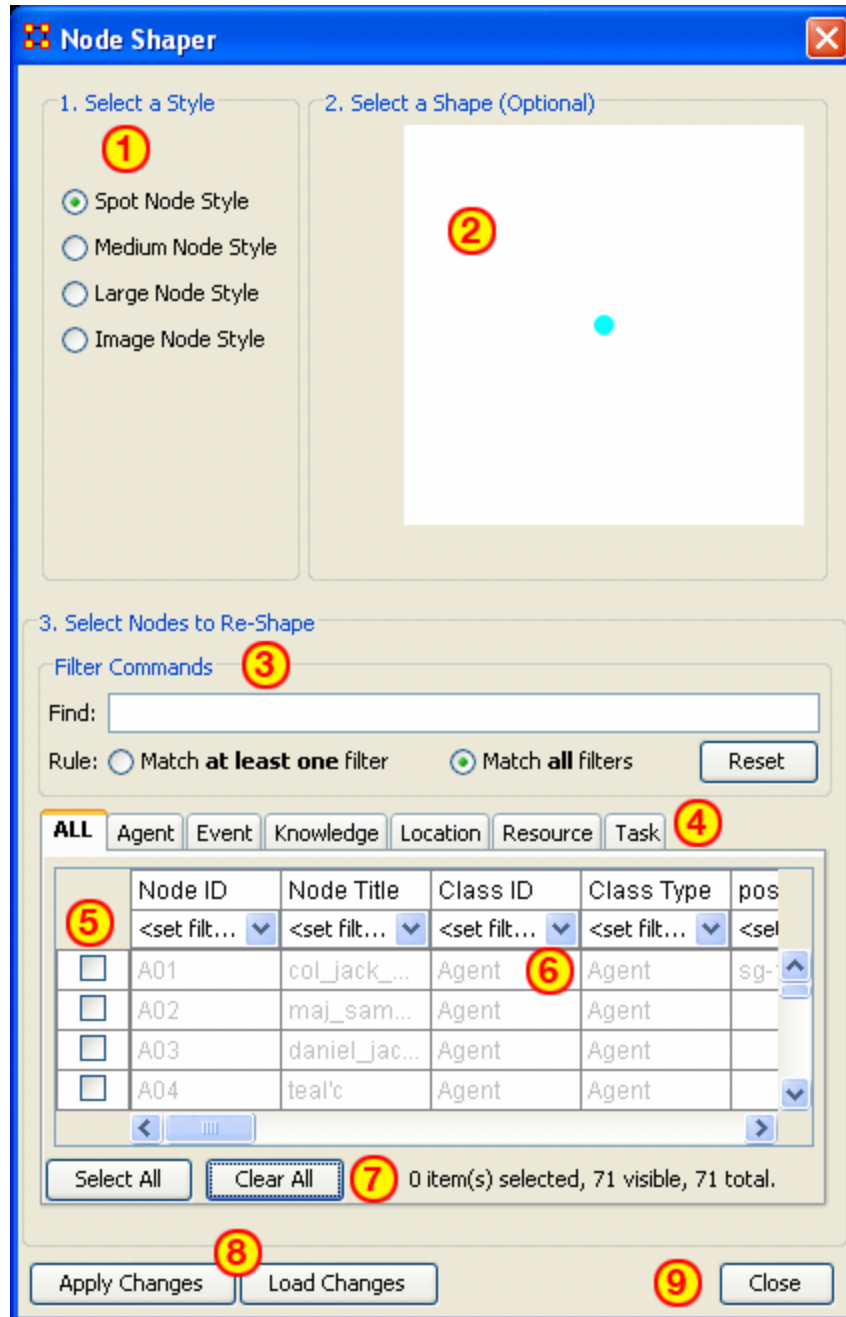 Node Shaper
1. Select a Style
2. Select a Shape (Optional)
1
Spot Node Style
2
Medium Node Style
Large Node Style
Image Node Style
3. Select Nodes to Re-Shape
Filter Commands 3
Find:
Rule: Match at least one filter Match all filters Reset
ALL Agent Event Knowledge Location Resource Task 4
Node ID Node Title Class ID Class Type pos
5 <set filt... <set filt... <set filt... <set filt... <set
A01 col_jack_... Agent 6 Agent sg-
A02 maj_sam... Agent Agent
A03 daniel_jac... Agent Agent
A04 teal'c Agent Agent
Select All Clear All 7 0 item(s) selected, 71 visible, 71 total.
8
Apply Changes Load Changes 9 Close